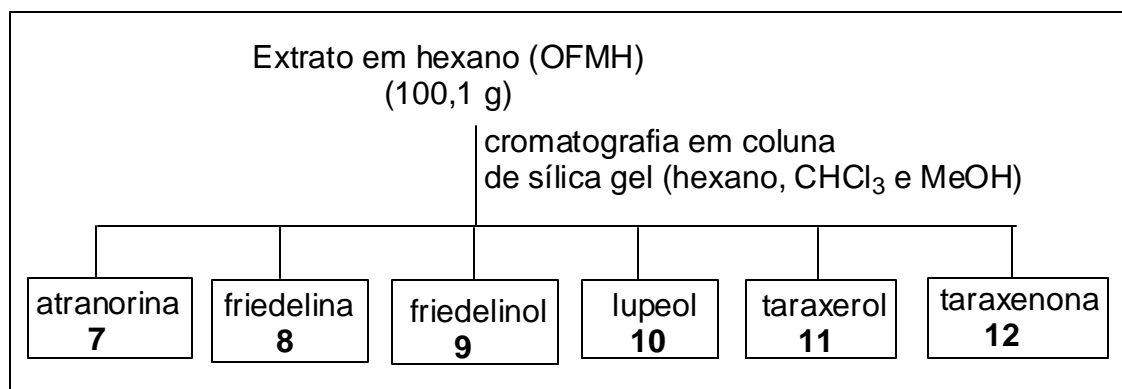 Extrato em hexano (OFMH)
(100,1 g)
cromatografia em coluna
de sílica gel (hexano, CHCl₃ e MeOH)
atranorina
7
friedelina
8
friedelinol
9
lupeol
10
taraxerol
11
taraxenona
12